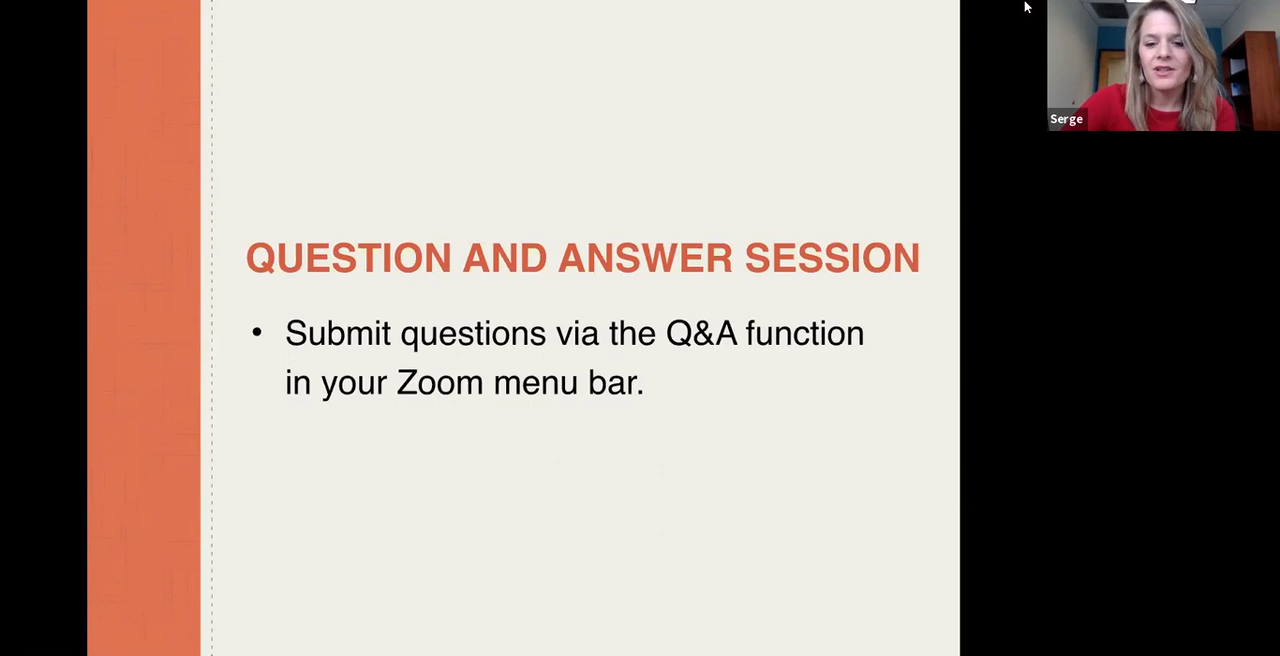 Serge
QUESTION AND ANSWER SESSION
• Submit questions via the Q&A function
in your Zoom menu bar.